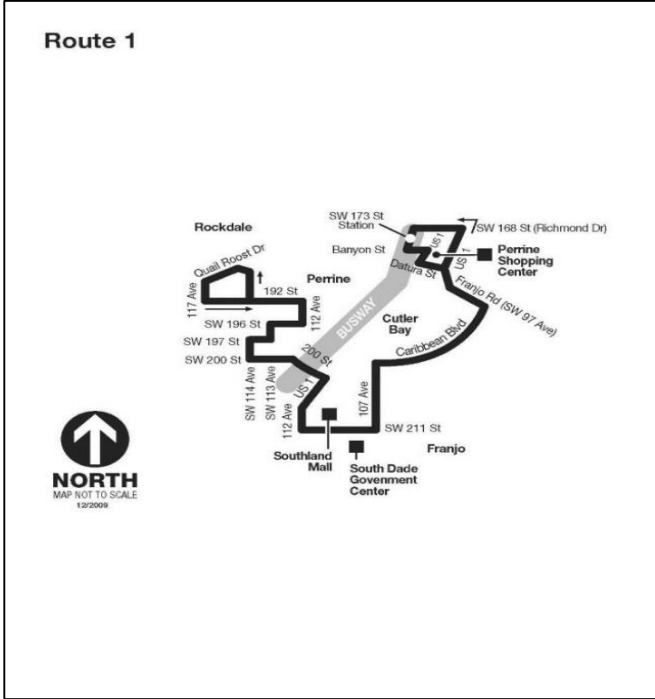 Route 1
SW 173 St
Station
SW 168 St (Richmond Dr)
US 1
US 1
Rockdale
Banyon St
Perrine
Shopping
Center
Quail Roost Dr
Perrine
Datura St
Franjo Rd (SW 97 Ave)
117 Ave
192 St
112 Ave
BUSWAY
Cutler
Bay
SW 196 St
SW 197 St
Caribbean Blvd
SW 200 St
200 St
SW 114 Ave
SW 113 Ave
US 1
112 Ave
107 Ave
SW 211 St
Southland
Mall
Franjo
South Dade
Govenment
Center
NORTH
MAP NOT TO SCALE
12/2009